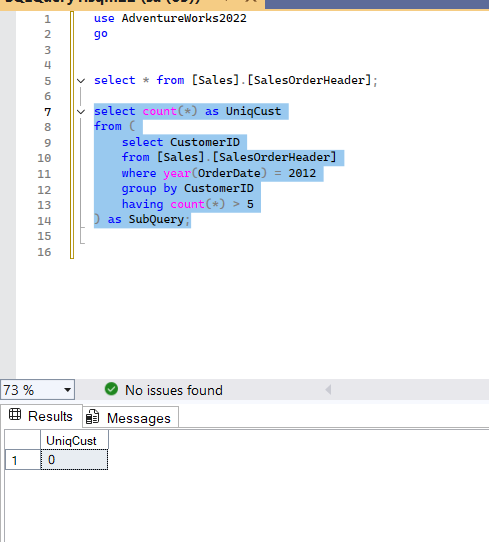 1 use AdventureWorks2022
2 go
3
4
5 select * from [Sales].[SalesOrderHeader];
6
7 select count(*) as UniqCust
8 from (
9 select CustomerID
10 from [Sales].[SalesOrderHeader]
11 where year(OrderDate) = 2012
12 group by CustomerID
13 having count(*) > 5
14 ) as SubQuery;
15
16
73 % No issues found
Results Messages
UniqCust
1 0